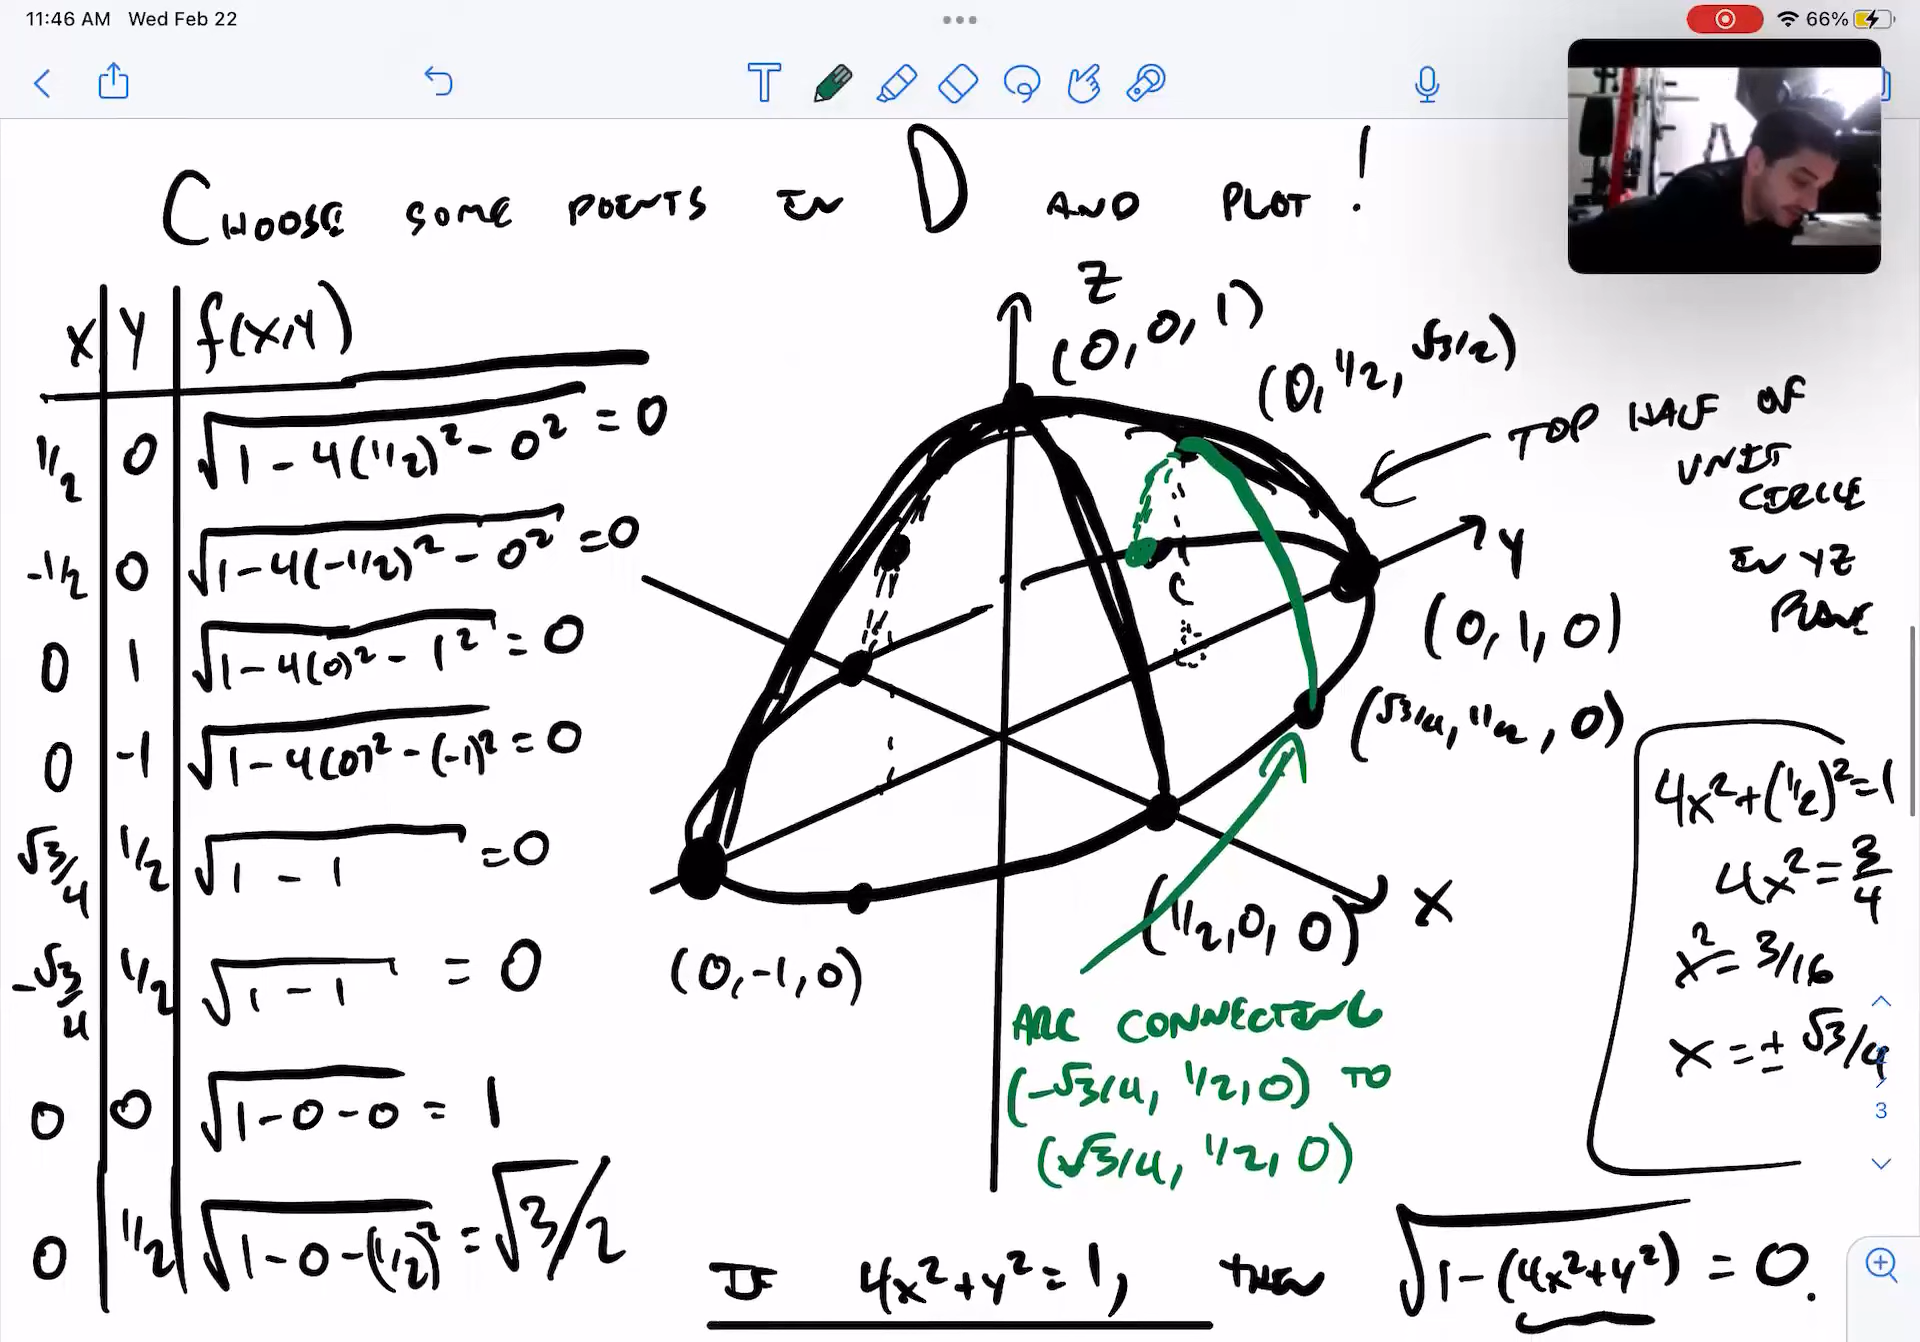 11:46 AM Wed Feb 22
66%
CHOOSE SOME POINTS IN D AND PLOT!
X Y f(X,Y)
1/2 0 √1-4(1/2)²-0² = 0
-1/2 0 √1-4(-1/2)²-0² = 0
0 1 √1-4(0)²-1² = 0
0 -1 √1-4(0)²-(-1)² = 0
√3/4 1/2 √1-1 = 0
-√3/4 1/2 √1-1 = 0
0 0 √1-0-0 = 1
0 1/2 √1-0-(1/2)² = √3/2
Z
(0,0,1)
(0,1/2,√3/2)
TOP HALF OF
UNIT
CIRCLE
IN YZ
PLANE
Y
(0,1,0)
(√3/4,1/2,0)
X
(1/2,0,0)
(0,-1,0)
ARC CONNECTING
(-√3/4, 1/2, 0) TO
(√3/4, 1/2, 0)
4x²+(1/2)²=1
4x²=3/4
x²=3/16
x=±√3/4
3
IF 4x²+y²=1, THEN √1-(4x²+y²) = 0.